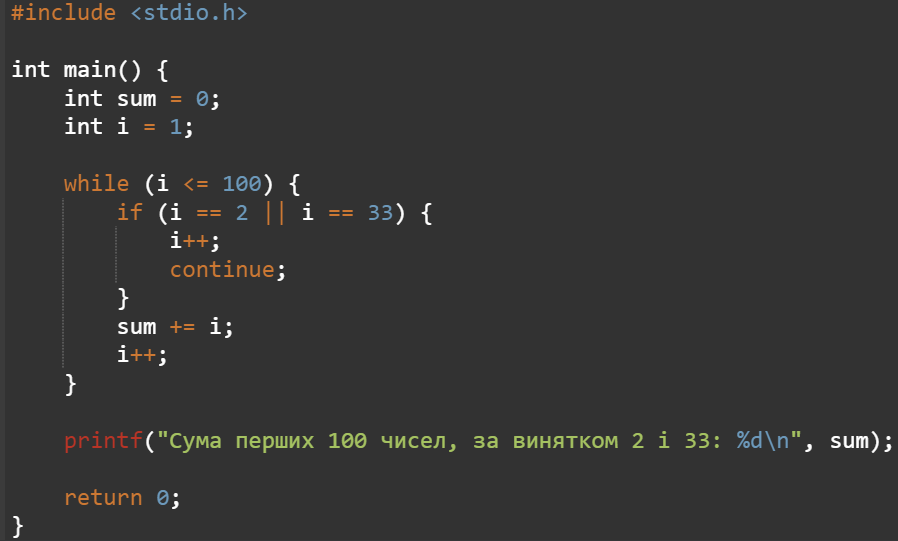 #include <stdio.h>
int main() {
int sum = 0;
int i = 1;
while (i <= 100) {
if (i == 2 || i == 33) {
i++;
continue;
}
sum += i;
i++;
}
printf("Сума перших 100 чисел, за винятком 2 і 33: %d\n", sum);
return 0;
}